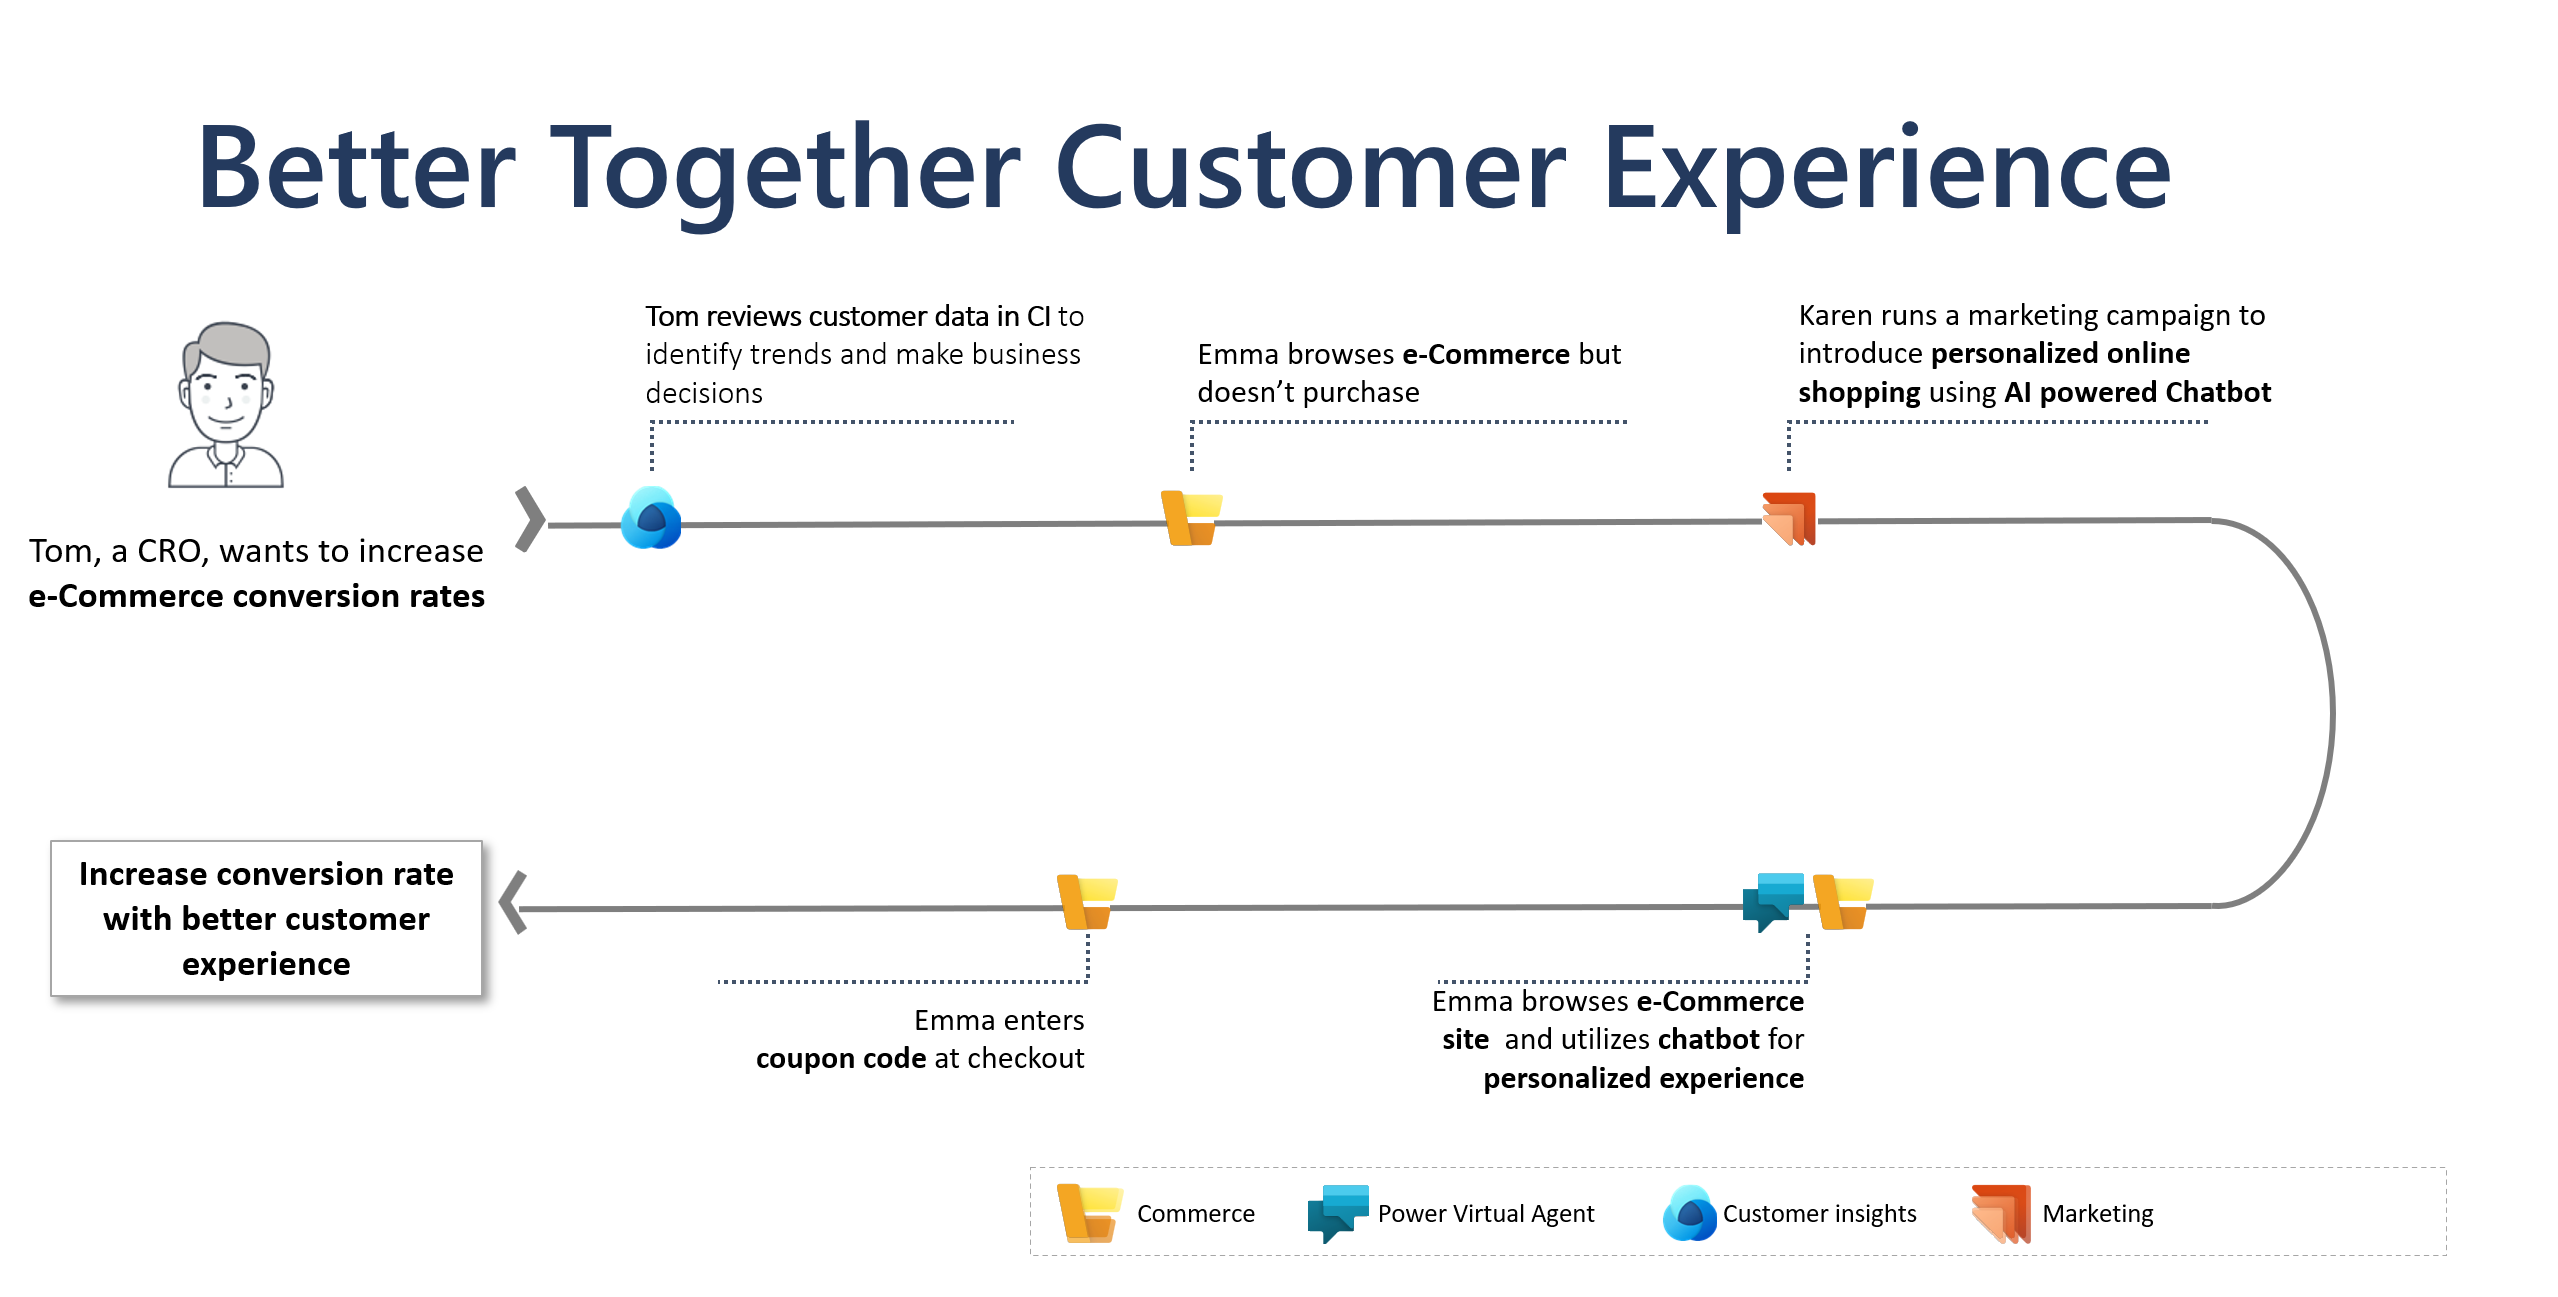 Better Together Customer Experience
Tom reviews customer data in CI to
identify trends and make business
decisions
Emma browses e-Commerce but
doesn’t purchase
Karen runs a marketing campaign to
introduce personalized online
shopping using AI powered Chatbot
Tom, a CRO, wants to increase
e-Commerce conversion rates
Increase conversion rate
with better customer
experience
Emma enters
coupon code at checkout
Emma browses e-Commerce
site and utilizes chatbot for
personalized experience
Commerce
Power Virtual Agent
Customer insights
Marketing